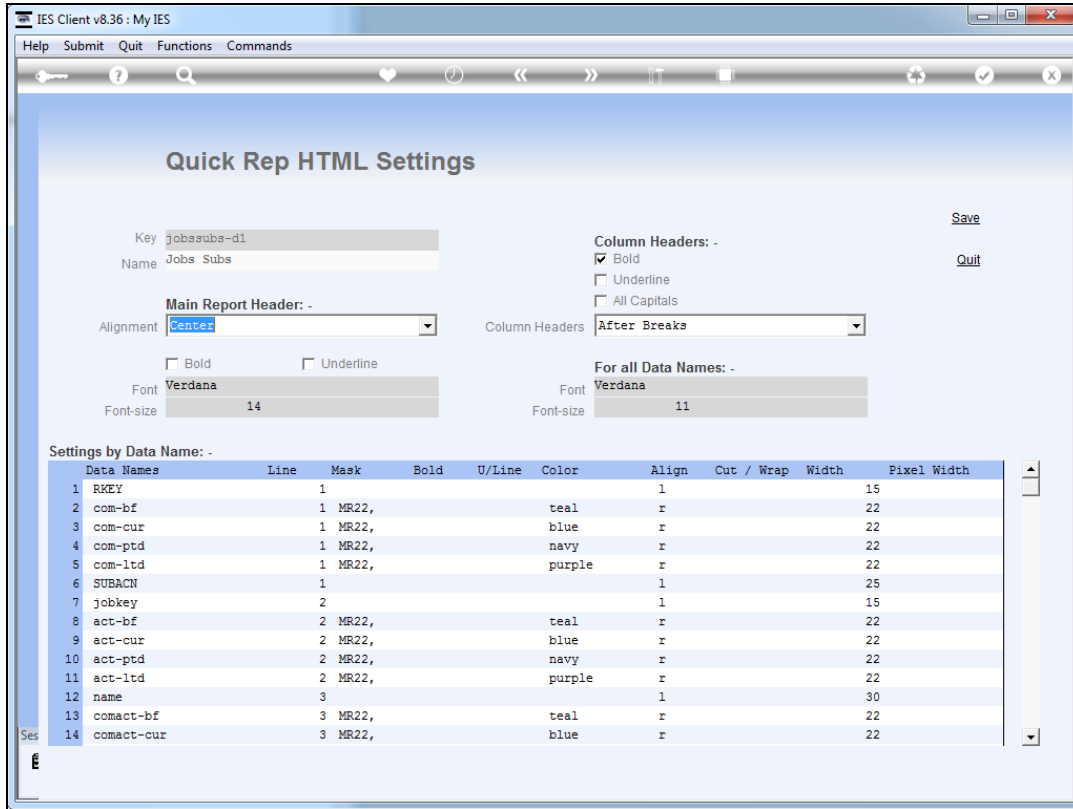 IES Client v8.36 : My IES
Help Submit Quit Functions Commands
Quick Rep HTML Settings
Save
Key jobssubs-d1
Column Headers: -
Name Jobs Subs
Bold
Quit
Underline
Main Report Header: -
All Capitals
Alignment Center
Column Headers After Breaks
Bold Underline
For all Data Names: -
Font Verdana
Font Verdana
Font-size 14
Font-size 11
Settings by Data Name: -
Data Names Line Mask Bold U/Line Color Align Cut / Wrap Width Pixel Width
1 RKEY 1 l 15
2 com-bf 1 MR22, teal r 22
3 com-cur 1 MR22, blue r 22
4 com-ptd 1 MR22, navy r 22
5 com-ltd 1 MR22, purple r 22
6 SUBACN 1 l 25
7 jobkey 2 l 15
8 act-bf 2 MR22, teal r 22
9 act-cur 2 MR22, blue r 22
10 act-ptd 2 MR22, navy r 22
11 act-ltd 2 MR22, purple r 22
12 name 3 l 30
13 comact-bf 3 MR22, teal r 22
14 comact-cur 3 MR22, blue r 22
Ses